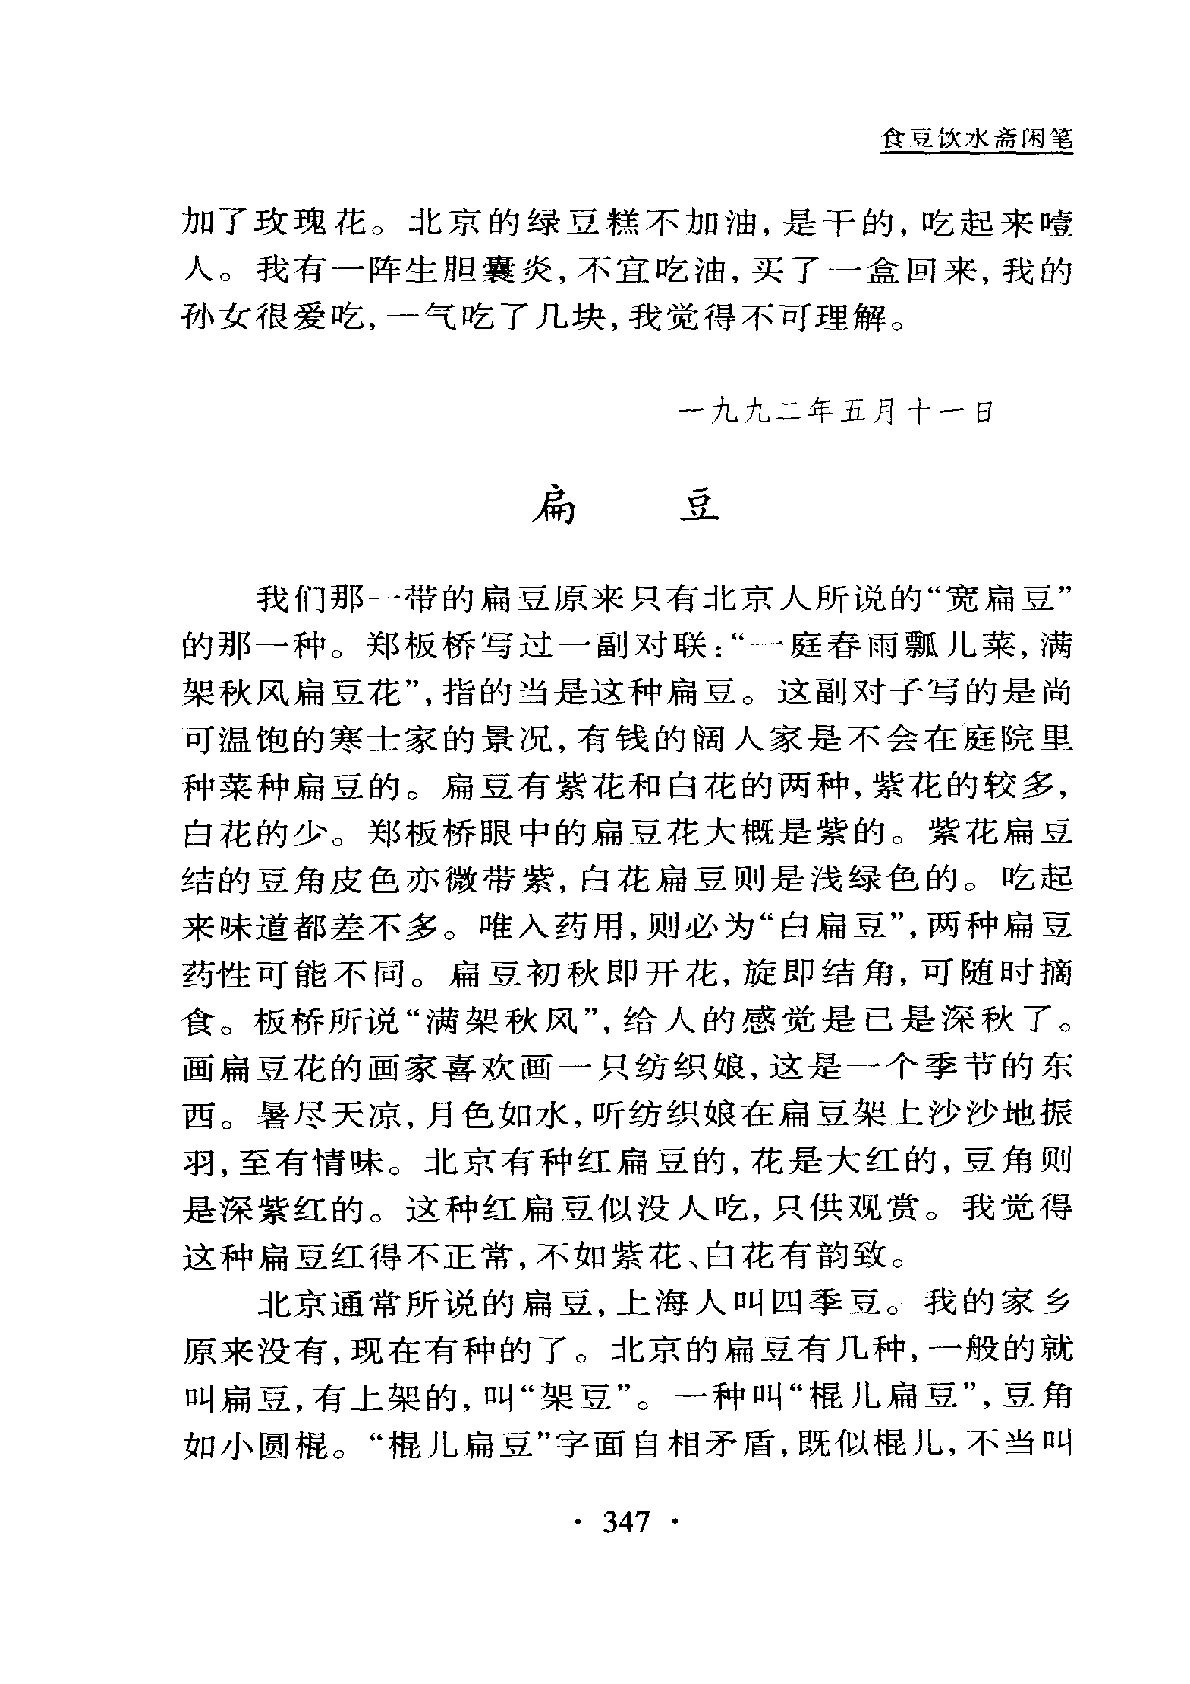 食豆饮水斋闲笔
加了玫瑰花。北京的绿豆糕不加油,是干的,吃起来噎
人。我有一阵生胆囊炎,不宜吃油,买了一盒回来,我的
孙女很爱吃,一气吃了几块,我觉得不可理解。
一九九二年五月十一日
扁 豆
我们那一带的扁豆原来只有北京人所说的“宽扁豆”
的那一种。郑板桥写过一副对联:“一庭春雨瓢儿菜,满
架秋风扁豆花”,指的当是这种扁豆。这副对子写的是尚
可温饱的寒士家的景况,有钱的阔人家是不会在庭院里
种菜种扁豆的。扁豆有紫花和白花的两种,紫花的较多,
白花的少。郑板桥眼中的扁豆花大概是紫的。紫花扁豆
结的豆角皮色亦微带紫,白花扁豆则是浅绿色的。吃起
来味道都差不多。唯入药用,则必为“白扁豆”,两种扁豆
药性可能不同。扁豆初秋即开花,旋即结角,可随时摘
食。板桥所说“满架秋风”,给人的感觉是已是深秋了。
画扁豆花的画家喜欢画一只纺织娘,这是一个季节的东
西。暑尽天凉,月色如水,听纺织娘在扁豆架上沙沙地振
羽,至有情味。北京有种红扁豆的,花是大红的,豆角则
是深紫红的。这种红扁豆似没人吃,只供观赏。我觉得
这种扁豆红得不正常,不如紫花、白花有韵致。
北京通常所说的扁豆,上海人叫四季豆。我的家乡
原来没有,现在有种的了。北京的扁豆有几种,一般的就
叫扁豆,有上架的,叫“架豆”。一种叫“棍儿扁豆”,豆角
如小圆棍。“棍儿扁豆”字面自相矛盾,既似棍儿,不当叫
· 347 ·